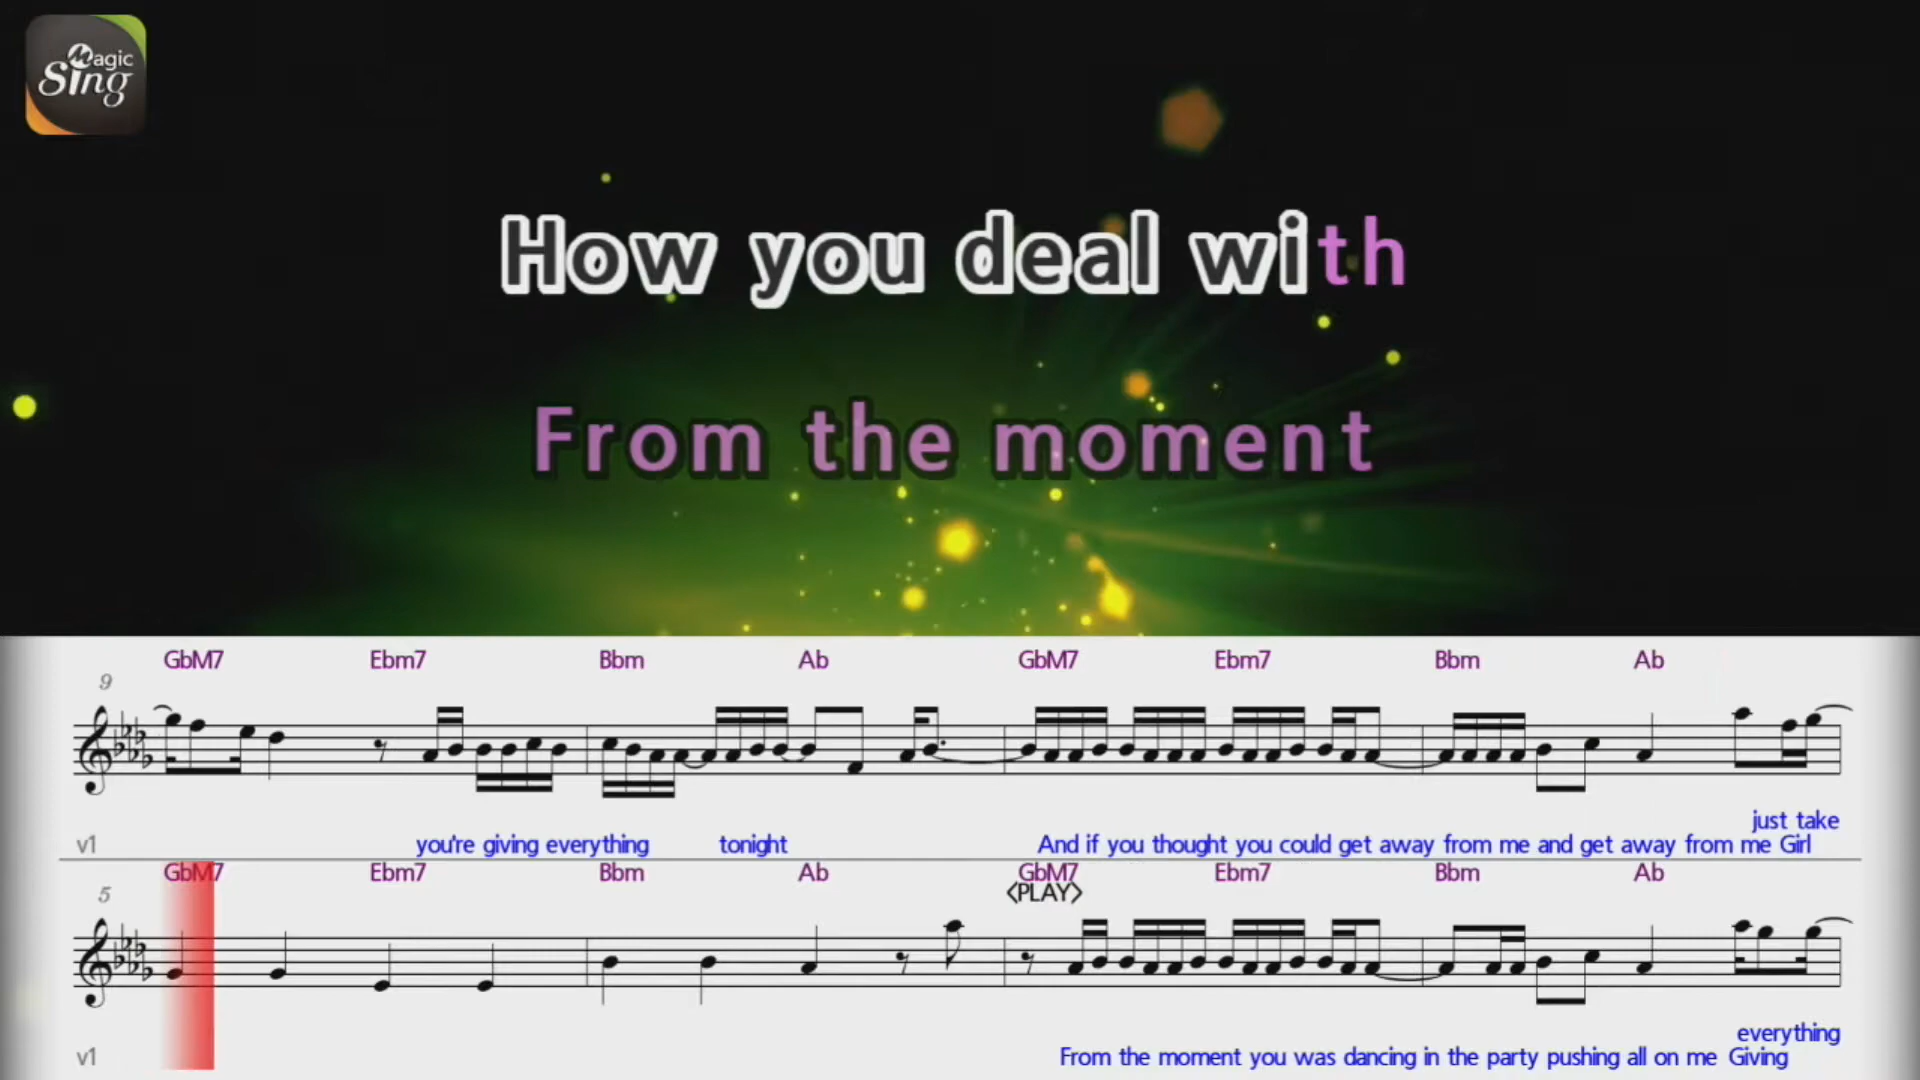 Magic
Sing
How you deal with
From the moment
GbM7 Ebm7 Bbm Ab GbM7 Ebm7 Bbm Ab
9
just take
v1 you're giving everything tonight And if you thought you could get away from me and get away from me Girl
GbM7 Ebm7 Bbm Ab GbM7 Ebm7 Bbm Ab
<PLAY>
5
everything
v1 From the moment you was dancing in the party pushing all on me Giving